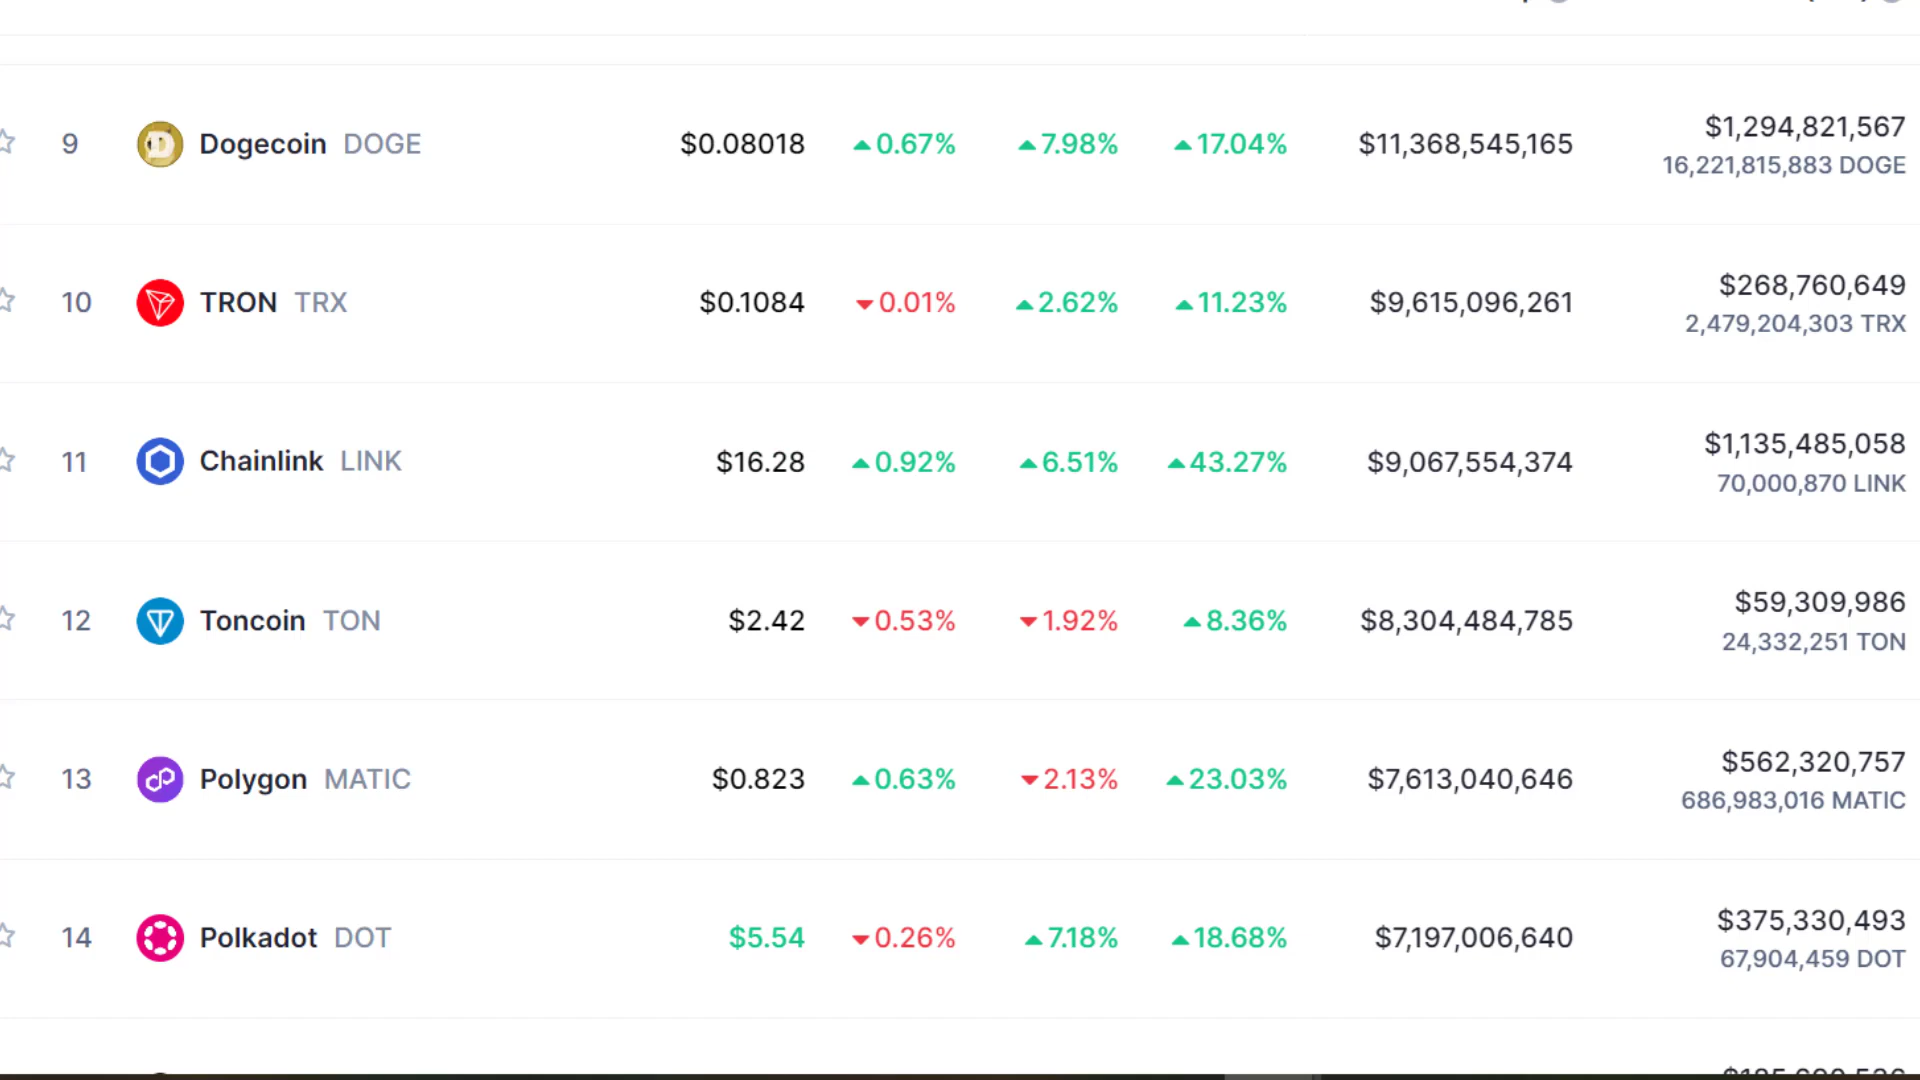 9 Dogecoin DOGE $0.08018 0.67% 7.98% 17.04% $11,368,545,165 $1,294,821,567
16,221,815,883 DOGE
10 TRON TRX $0.1084 0.01% 2.62% 11.23% $9,615,096,261 $268,760,649
2,479,204,303 TRX
11 Chainlink LINK $16.28 0.92% 6.51% 43.27% $9,067,554,374 $1,135,485,058
70,000,870 LINK
12 Toncoin TON $2.42 0.53% 1.92% 8.36% $8,304,484,785 $59,309,986
24,332,251 TON
13 Polygon MATIC $0.823 0.63% 2.13% 23.03% $7,613,040,646 $562,320,757
686,983,016 MATIC
14 Polkadot DOT $5.54 0.26% 7.18% 18.68% $7,197,006,640 $375,330,493
67,904,459 DOT